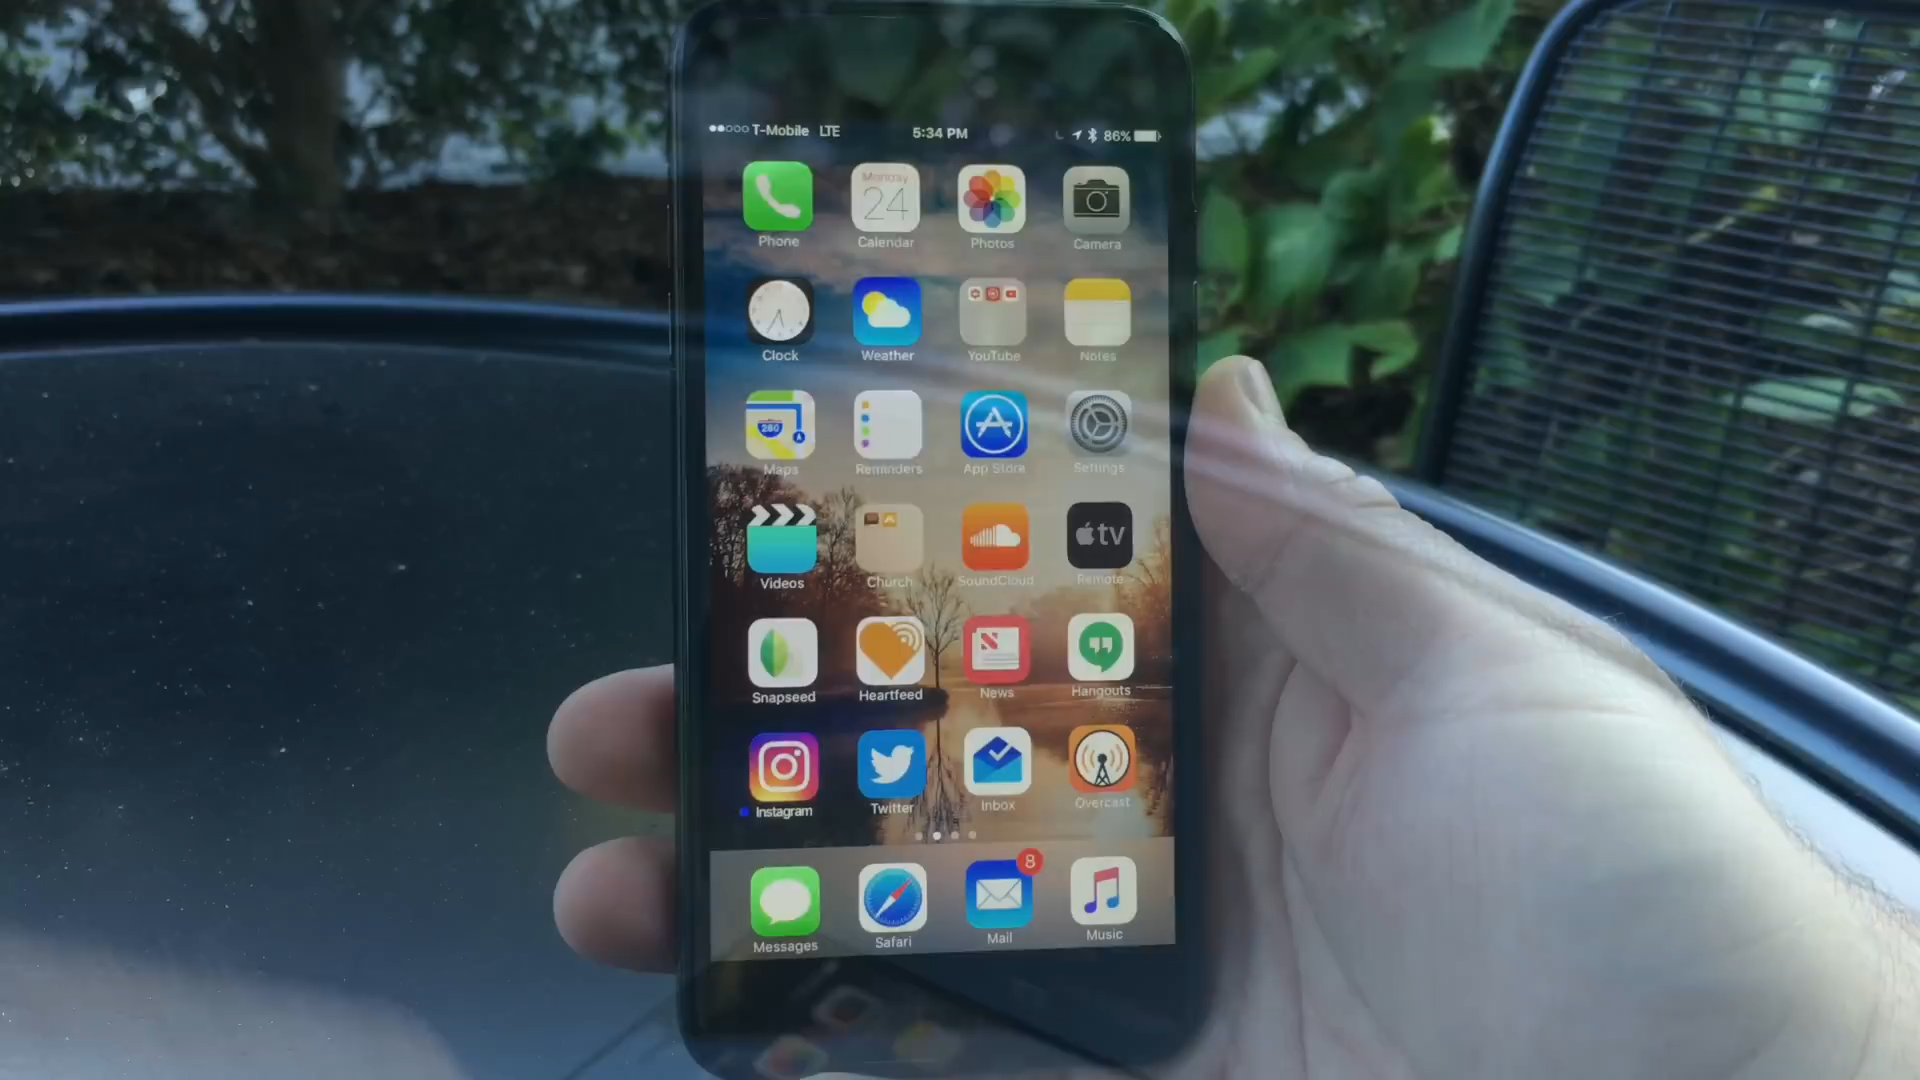 T-Mobile LTE 5:34 PM 86%
Monday
24
Phone Calendar Photos Camera
Clock Weather YouTube Notes
280
Maps Reminders App Store Settings
tv
Videos Church SoundCloud Remote
Snapseed Heartfeed News Hangouts
Instagram Twitter Inbox Overcast
8
Messages Safari Mail Music